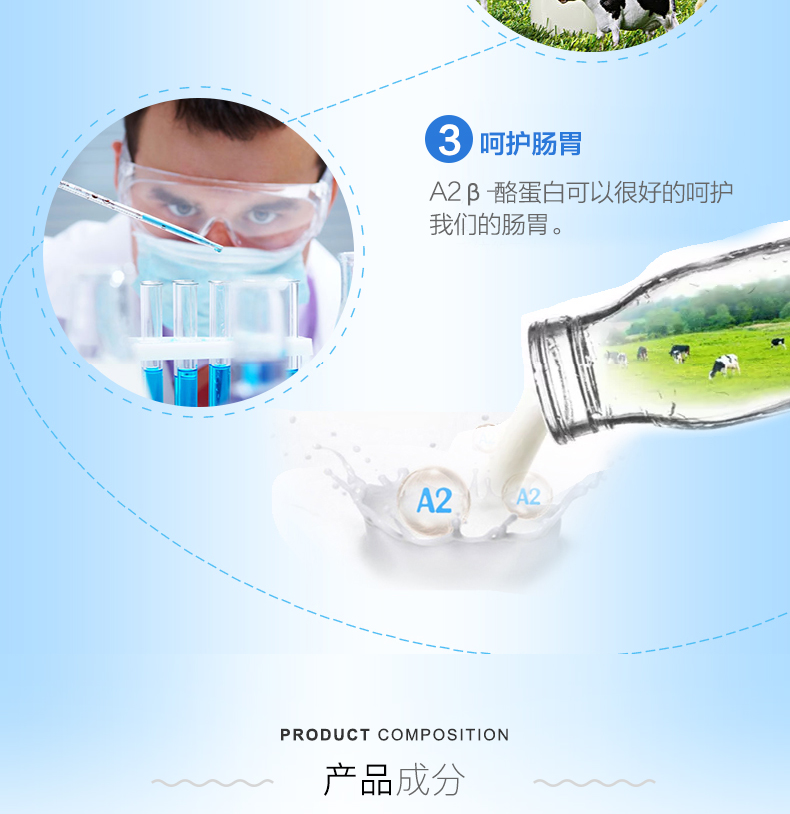 3 呵护肠胃
A2 β -酪蛋白可以很好的呵护
我们的肠胃。
A2
A2
PRODUCT COMPOSITION
产品成分